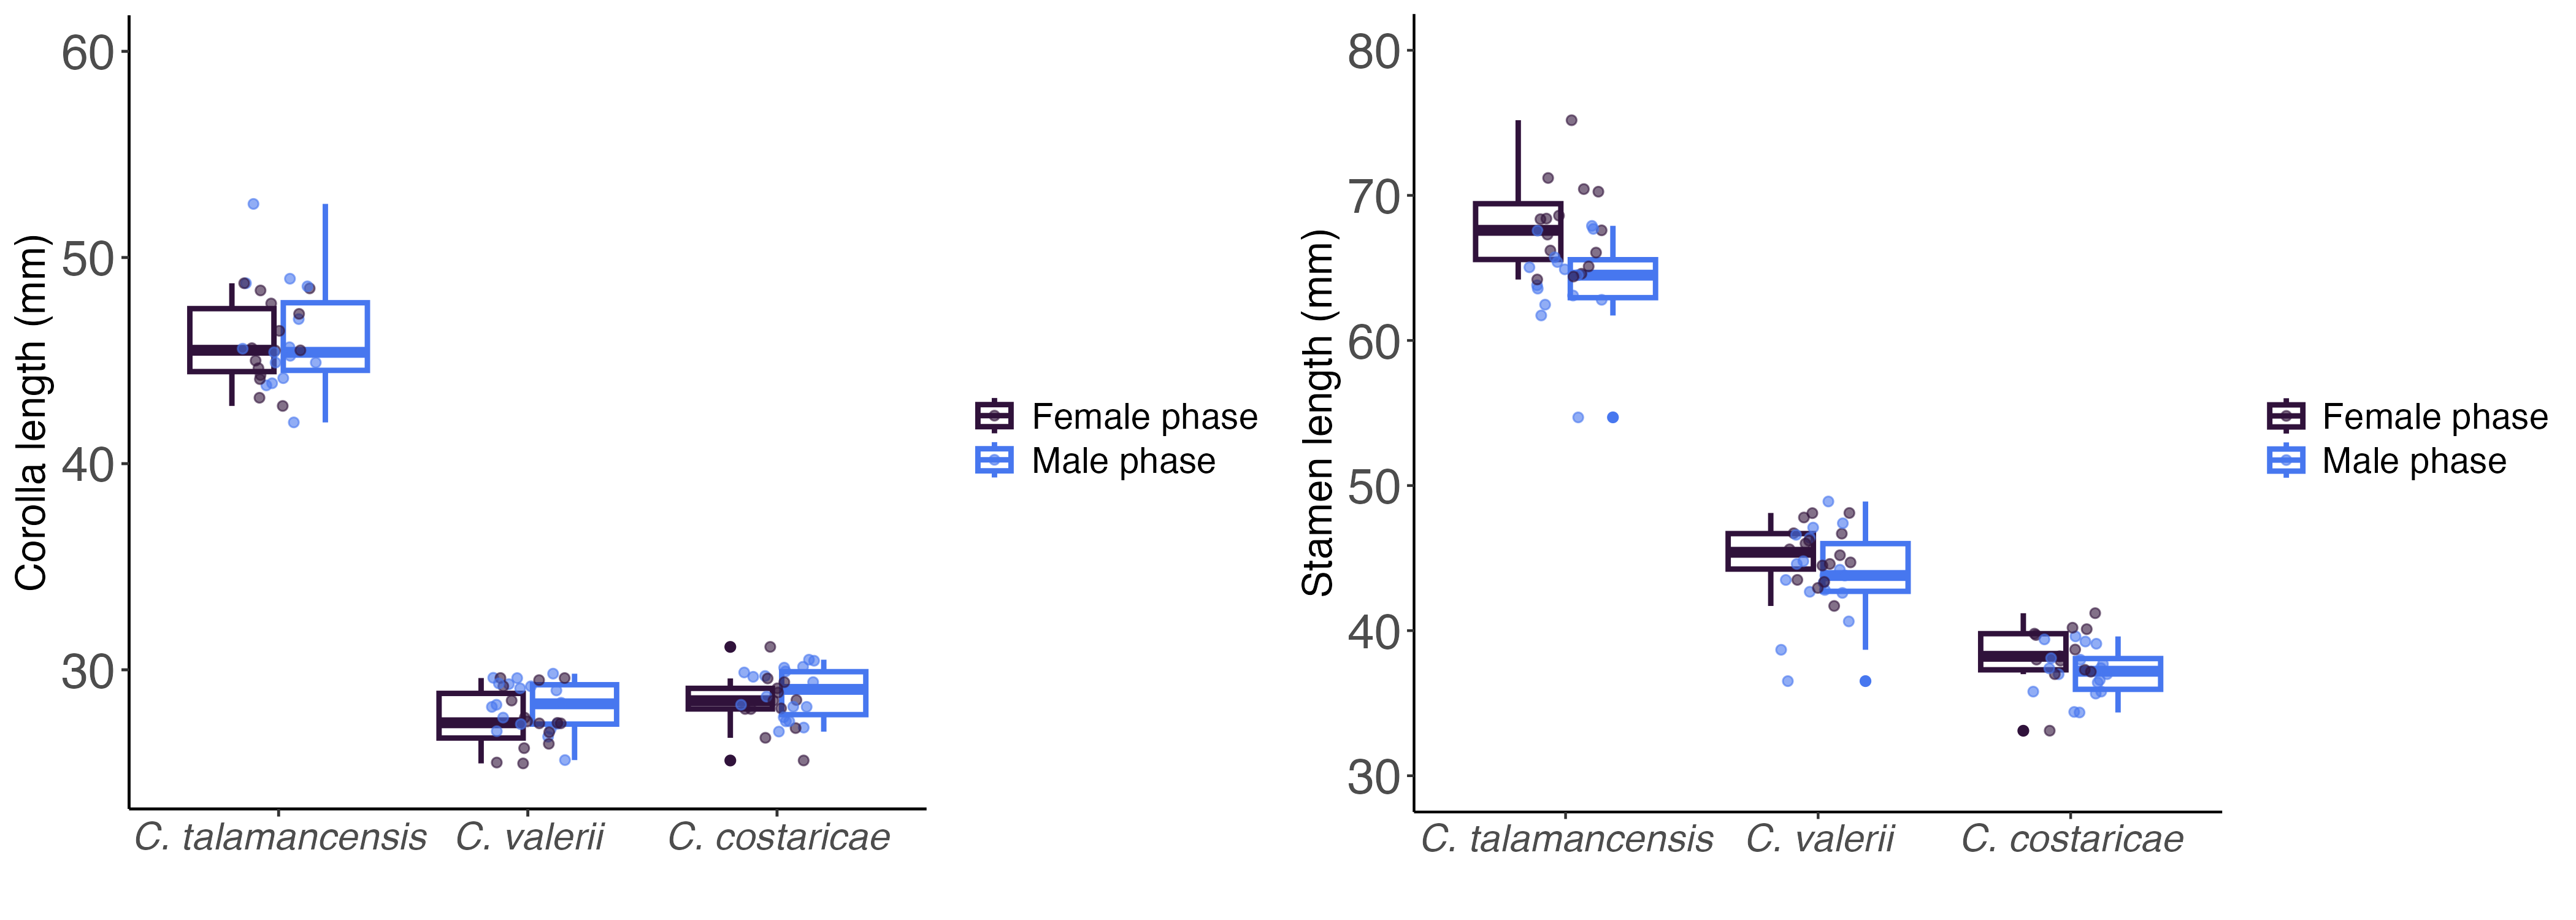 Corolla length (mm)
60
50
40
30
C. talamancensis C. valerii C. costaricae
Female phase
Male phase
Stamen length (mm)
80
70
60
50
40
30
C. talamancensis C. valerii C. costaricae
Female phase
Male phase